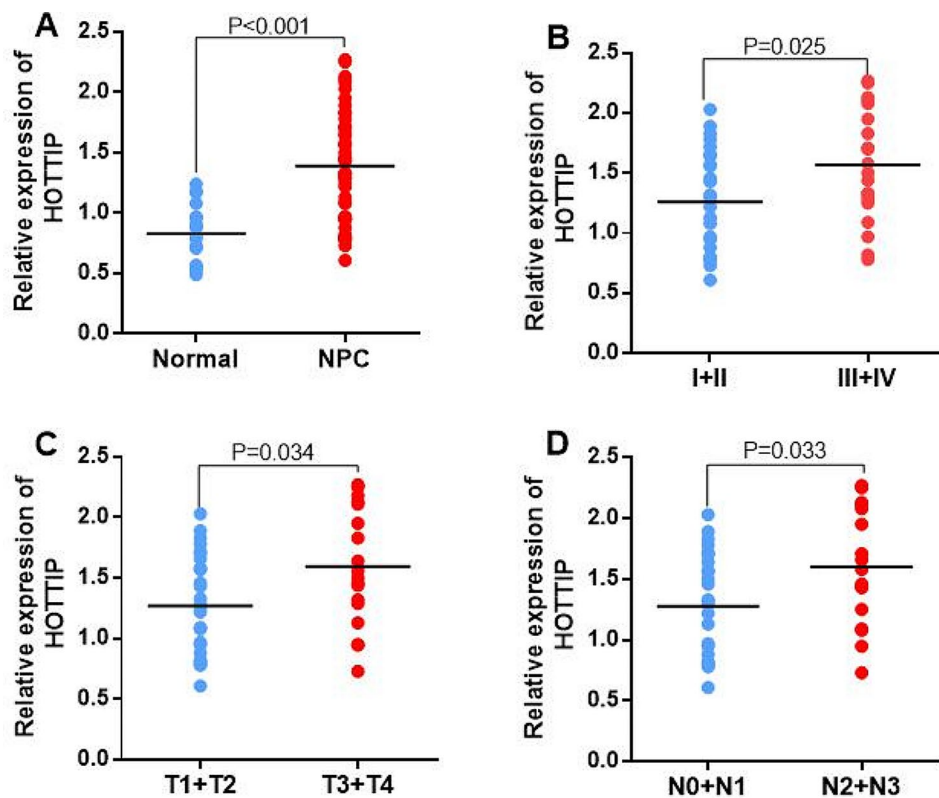 A
P<0.001
Relative expression of
HOTTIP
2.5
2.0
1.5
1.0
0.5
0.0
Normal NPC
B
P=0.025
Relative expression of
HOTTIP
2.5
2.0
1.5
1.0
0.5
0.0
I+II III+IV
C
P=0.034
Relative expression of
HOTTIP
2.5
2.0
1.5
1.0
0.5
0.0
T1+T2 T3+T4
D
P=0.033
Relative expression of
HOTTIP
2.5
2.0
1.5
1.0
0.5
0.0
N0+N1 N2+N3